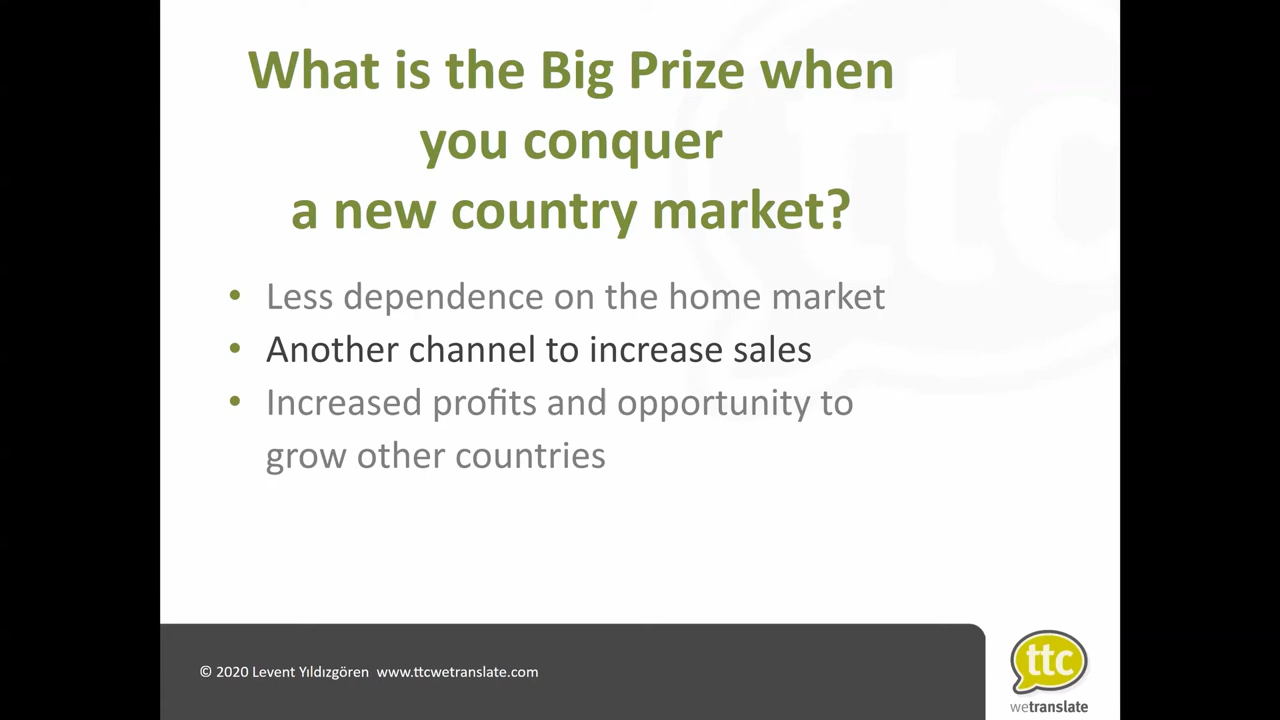 What is the Big Prize when
you conquer
a new country market?
• Less dependence on the home market
• Another channel to increase sales
• Increased profits and opportunity to
grow other countries
© 2020 Levent Yıldızgören www.ttcwetranslate.com
ttc
wetranslate
ttc